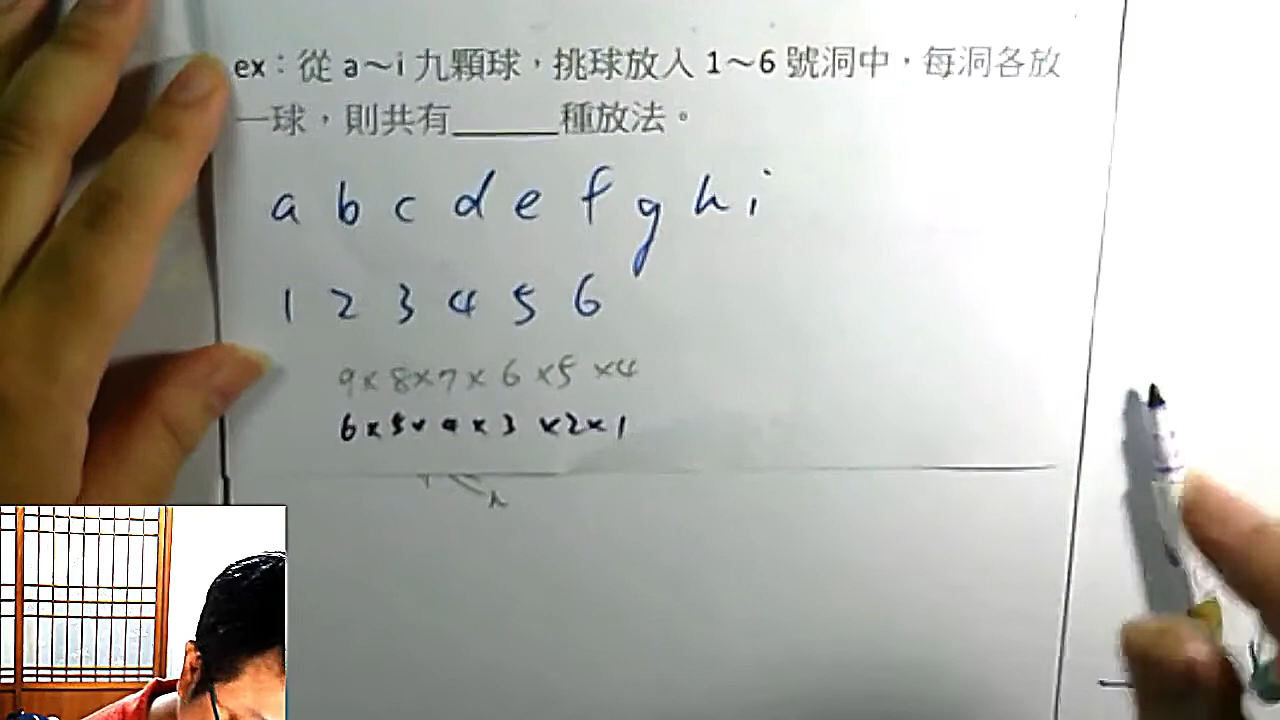 ex：從 a～i 九顆球，挑球放入 1～6 號洞中，每洞各放
一球，則共有______種放法。
a b c d e f g h i
1 2 3 4 5 6
9×8×7×6×5×4
6×5×4×3×2×1